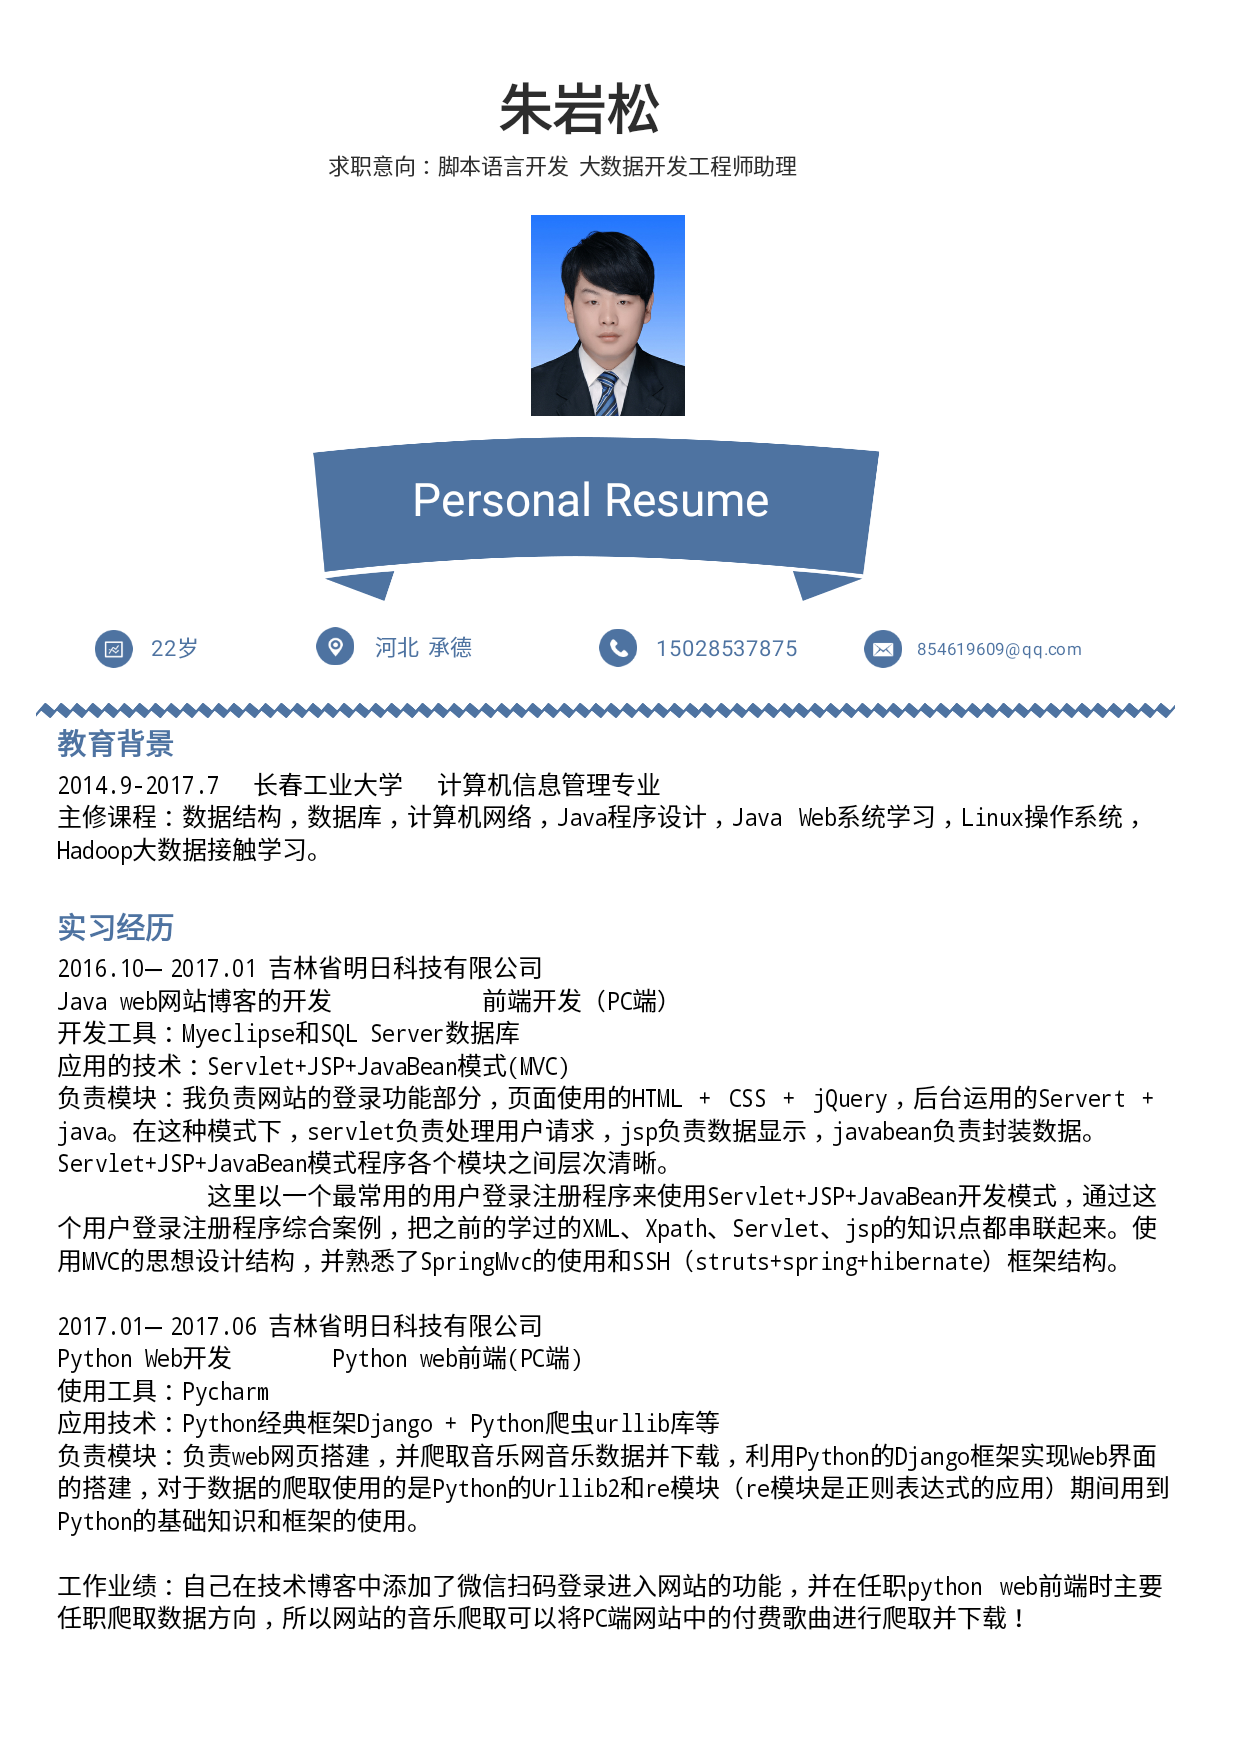 朱岩松
求职意向：脚本语言开发 大数据开发工程师助理
Personal Resume
22岁 河北 承德 15028537875 854619609@qq.com
教育背景
2014.9-2017.7 长春工业大学 计算机信息管理专业
主修课程：数据结构，数据库，计算机网络，Java程序设计，Java Web系统学习，Linux操作系统，
Hadoop大数据接触学习。
实习经历
2016.10—2017.01 吉林省明日科技有限公司
Java web网站博客的开发 前端开发（PC端）
开发工具：Myeclipse和SQL Server数据库
应用的技术：Servlet+JSP+JavaBean模式(MVC)
负责模块：我负责网站的登录功能部分，页面使用的HTML + CSS + jQuery，后台运用的Servert +
java。在这种模式下，servlet负责处理用户请求，jsp负责数据显示，javabean负责封装数据。
Servlet+JSP+JavaBean模式程序各个模块之间层次清晰。
这里以一个最常用的用户登录注册程序来使用Servlet+JSP+JavaBean开发模式，通过这
个用户登录注册程序综合案例，把之前的学过的XML、Xpath、Servlet、jsp的知识点都串联起来。使
用MVC的思想设计结构，并熟悉了SpringMvc的使用和SSH（struts+spring+hibernate）框架结构。
2017.01—2017.06 吉林省明日科技有限公司
Python Web开发 Python web前端(PC端)
使用工具：Pycharm
应用技术：Python经典框架Django + Python爬虫urllib库等
负责模块：负责web网页搭建，并爬取音乐网音乐数据并下载，利用Python的Django框架实现Web界面
的搭建，对于数据的爬取使用的是Python的Urllib2和re模块（re模块是正则表达式的应用）期间用到
Python的基础知识和框架的使用。
工作业绩：自己在技术博客中添加了微信扫码登录进入网站的功能，并在任职python web前端时主要
任职爬取数据方向，所以网站的音乐爬取可以将PC端网站中的付费歌曲进行爬取并下载！